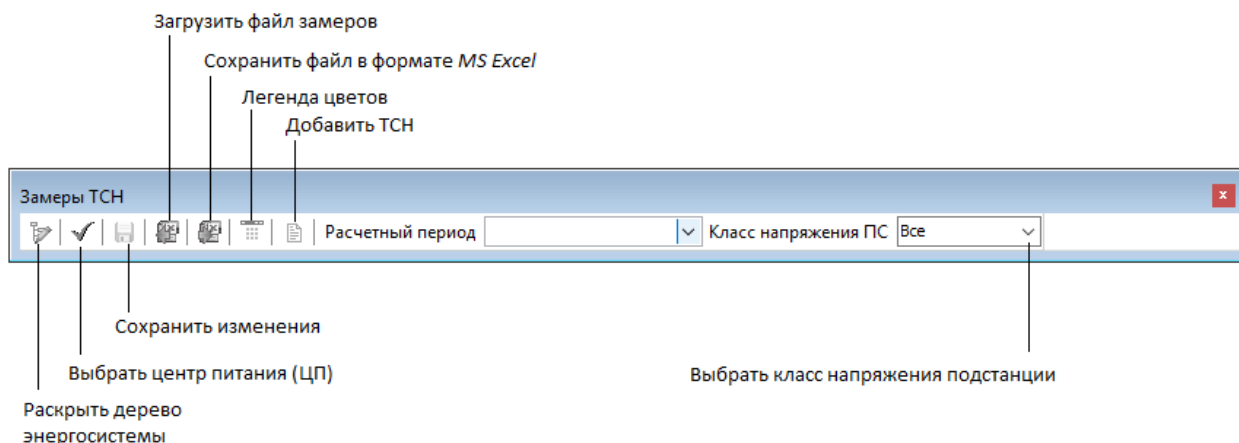 Загрузить файл замеров
Сохранить файл в формате MS Excel
Легенда цветов
Добавить ТСН
Замеры ТСН
x
Расчетный период Класс напряжения ПС Все
Сохранить изменения
Выбрать центр питания (ЦП)
Выбрать класс напряжения подстанции
Раскрыть дерево
энергосистемы